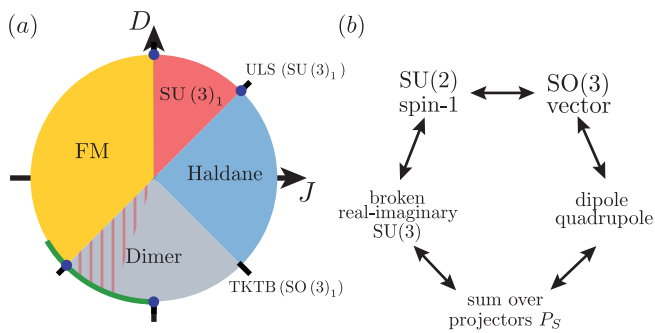 (a)
D
ULS (SU (3)₁)
SU (3)₁
FM
Haldane
J
Dimer
TKTB (SO (3)₁)
(b)
SU(2)
spin-1
SO(3)
vector
broken
real-imaginary
SU(3)
dipole
quadrupole
sum over
projectors P_S